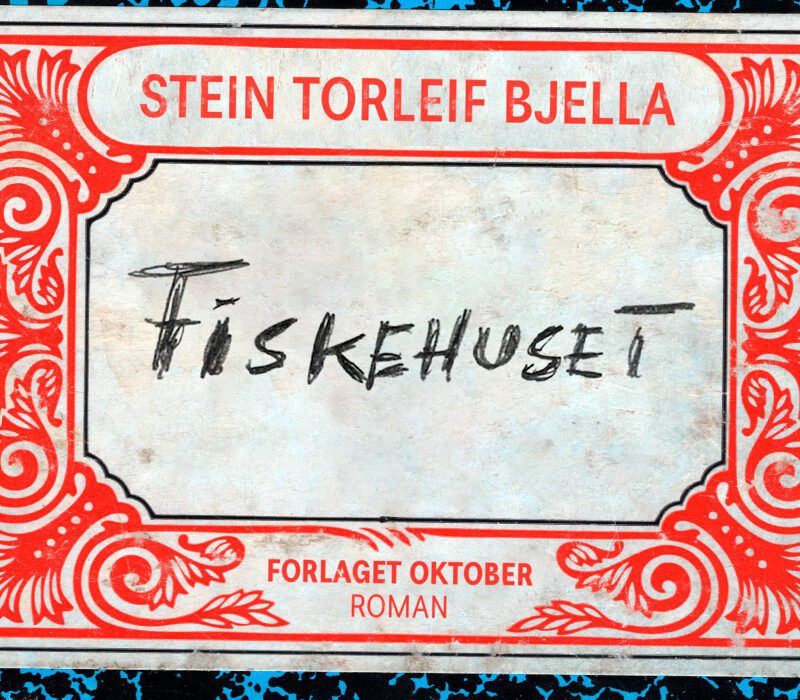 STEIN TORLEIF BJELLA
FiSKEHUSET
FORLAGET OKTOBER
ROMAN